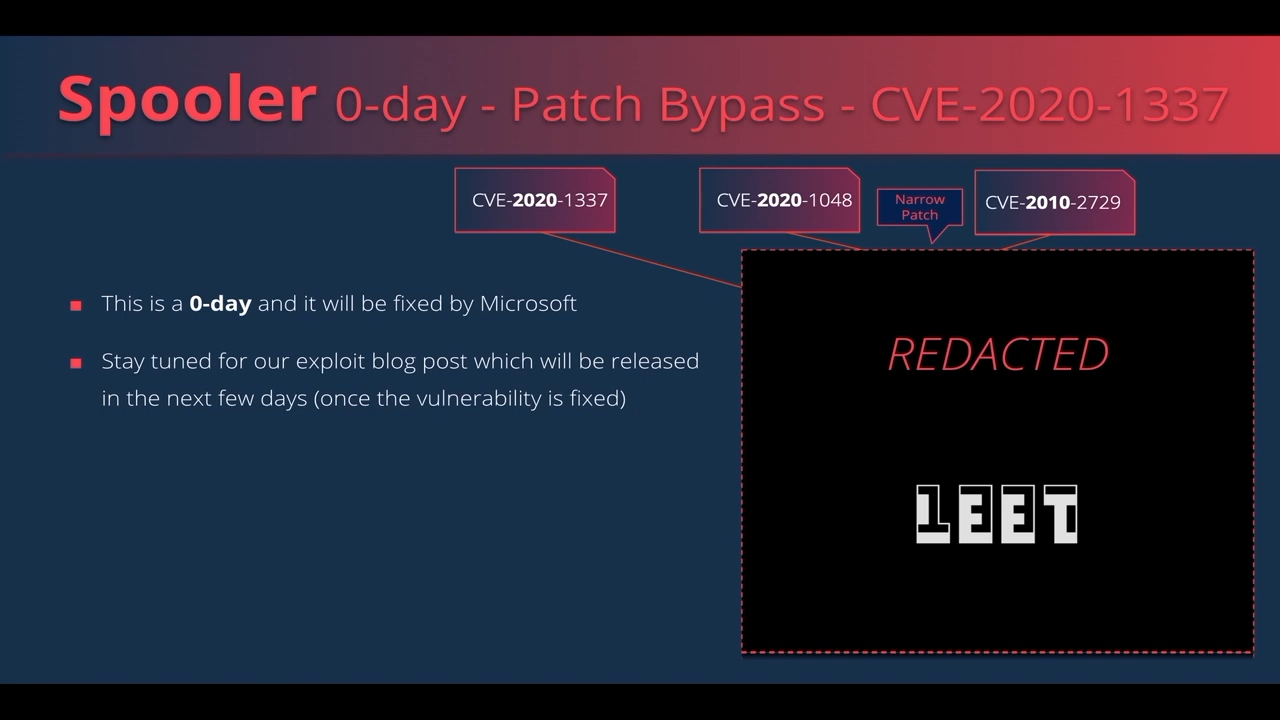 Spooler 0-day - Patch Bypass - CVE-2020-1337
CVE-2020-1337
CVE-2020-1048
Narrow
Patch
CVE-2010-2729
This is a 0-day and it will be fixed by Microsoft
Stay tuned for our exploit blog post which will be released
in the next few days (once the vulnerability is fixed)
REDACTED
1EET